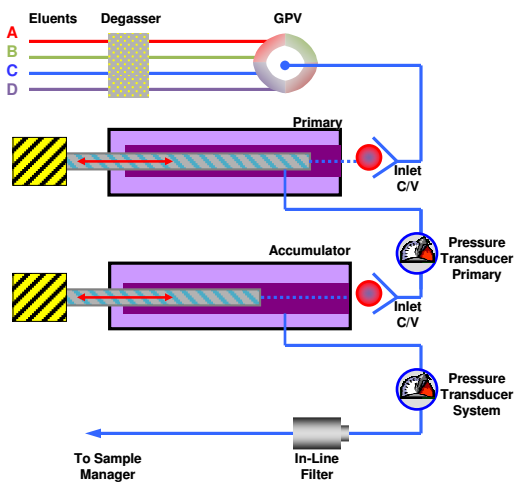 Eluents
Degasser
GPV
A
B
C
D
Primary
Inlet
C/V
Pressure
Transducer
Primary
Accumulator
Inlet
C/V
Pressure
Transducer
System
To Sample
Manager
In-Line
Filter